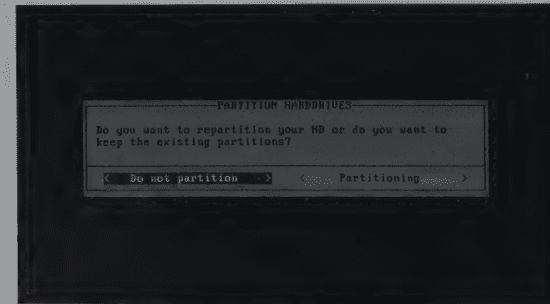 PARTITION HARDDRIVES
Do you want to repartition your HD or do you want to
keep the existing partitions?
< Do not partition > < Partitioning >